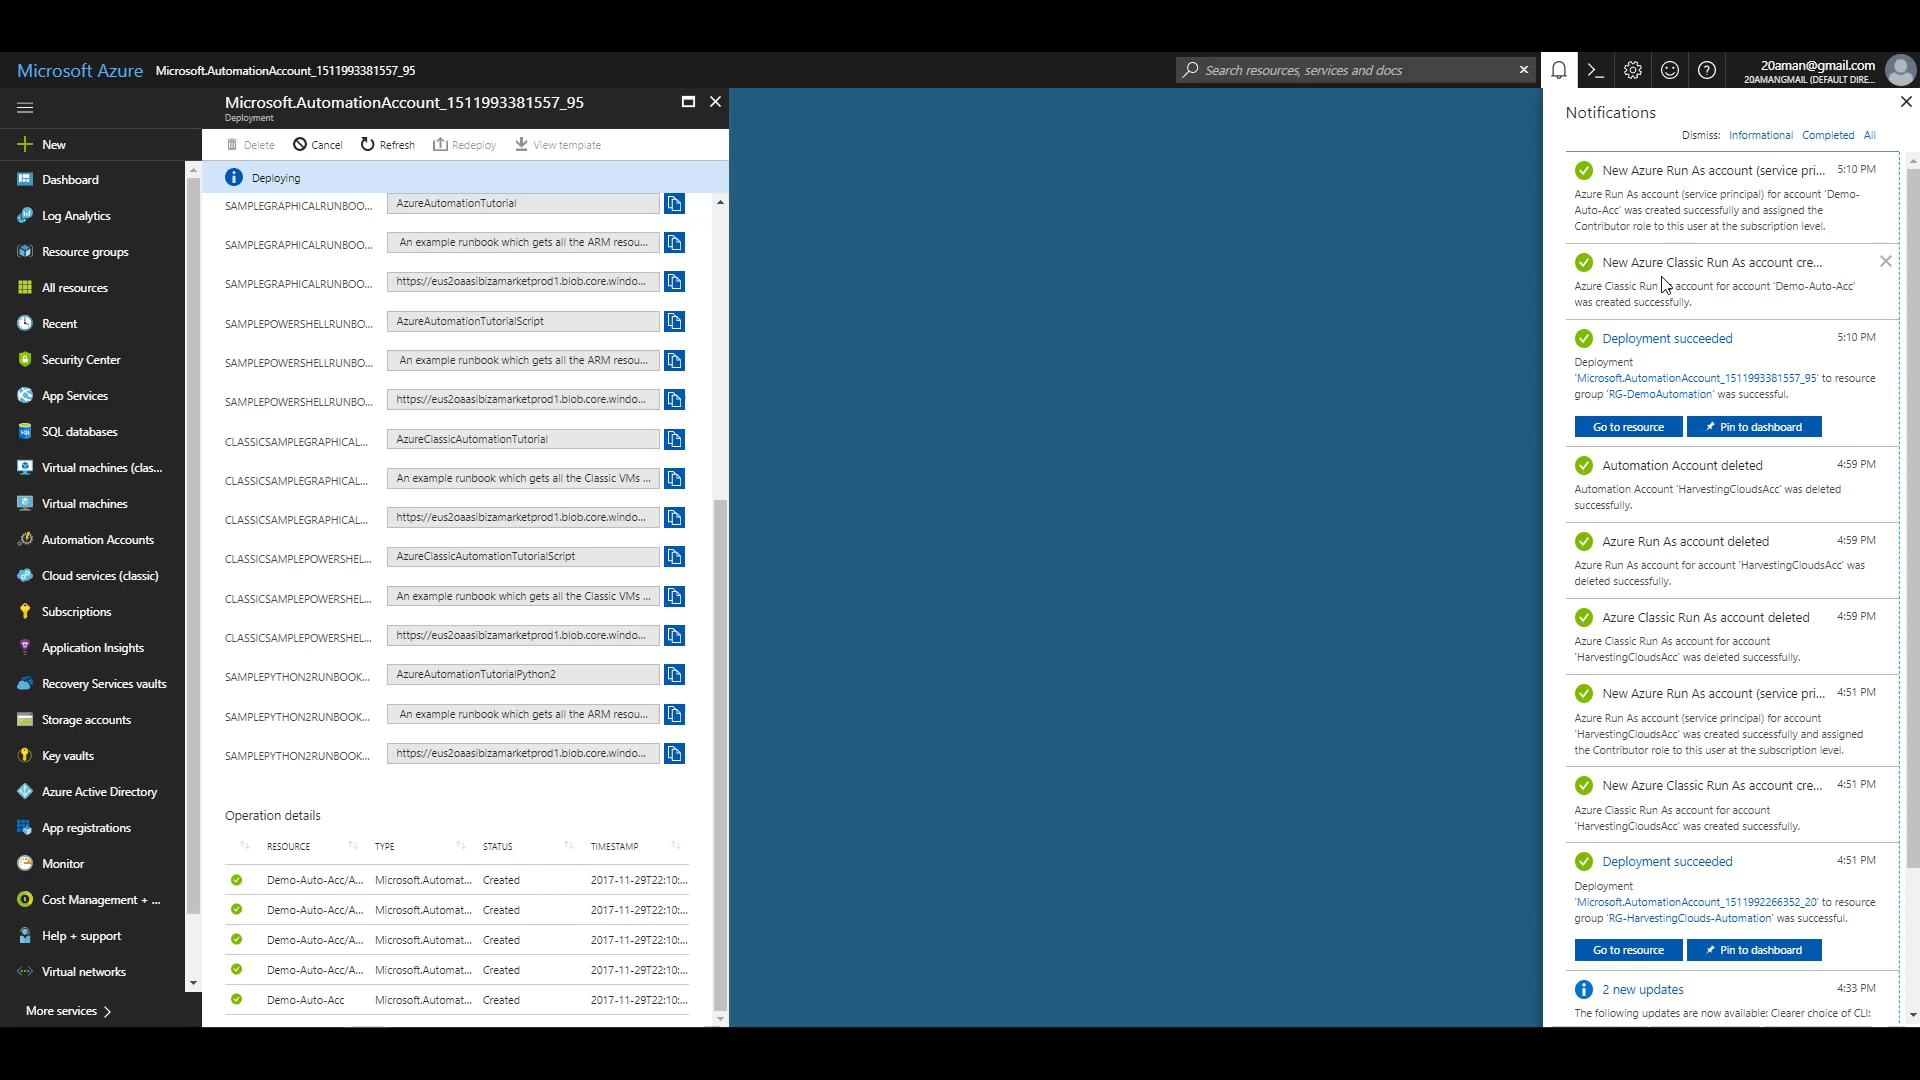 Microsoft Azure
Microsoft.AutomationAccount_1511993381557_95
Search resources, services and docs
20aman@gmail.com
20AMANGMAIL (DEFAULT DIRE...
New
Dashboard
Log Analytics
Resource groups
All resources
Recent
Security Center
App Services
SQL databases
Virtual machines (clas...
Virtual machines
Automation Accounts
Cloud services (classic)
Subscriptions
Application Insights
Recovery Services vaults
Storage accounts
Key vaults
Azure Active Directory
App registrations
Monitor
Cost Management + ...
Help + support
Virtual networks
More services
Microsoft.AutomationAccount_1511993381557_95
Deployment
Delete Cancel Refresh Redeploy View template
Deploying
SAMPLEGRAPHICALRUNBOO... AzureAutomationTutorial
SAMPLEGRAPHICALRUNBOO... An example runbook which gets all the ARM resou...
SAMPLEGRAPHICALRUNBOO... https://eus2oaasibizamarketprod1.blob.core.windo...
SAMPLEPOWERSHELLRUNBO... AzureAutomationTutorialScript
SAMPLEPOWERSHELLRUNBO... An example runbook which gets all the ARM resou...
SAMPLEPOWERSHELLRUNBO... https://eus2oaasibizamarketprod1.blob.core.windo...
CLASSICSAMPLEGRAPHICAL... AzureClassicAutomationTutorial
CLASSICSAMPLEGRAPHICAL... An example runbook which gets all the Classic VMs ...
CLASSICSAMPLEGRAPHICAL... https://eus2oaasibizamarketprod1.blob.core.windo...
CLASSICSAMPLEPOWERSHEL... AzureClassicAutomationTutorialScript
CLASSICSAMPLEPOWERSHEL... An example runbook which gets all the Classic VMs ...
CLASSICSAMPLEPOWERSHEL... https://eus2oaasibizamarketprod1.blob.core.windo...
SAMPLEPYTHON2RUNBOOK... AzureAutomationTutorialPython2
SAMPLEPYTHON2RUNBOOK... An example runbook which gets all the ARM resou...
SAMPLEPYTHON2RUNBOOK... https://eus2oaasibizamarketprod1.blob.core.windo...
Operation details
RESOURCE TYPE STATUS TIMESTAMP
Demo-Auto-Acc/A... Microsoft.Automat... Created 2017-11-29T22:10:...
Demo-Auto-Acc/A... Microsoft.Automat... Created 2017-11-29T22:10:...
Demo-Auto-Acc/A... Microsoft.Automat... Created 2017-11-29T22:10:...
Demo-Auto-Acc/A... Microsoft.Automat... Created 2017-11-29T22:10:...
Demo-Auto-Acc Microsoft.Automat... Created 2017-11-29T22:10:...
Notifications
Dismiss: Informational Completed All
New Azure Run As account (service pri... 5:10 PM
Azure Run As account (service principal) for account 'Demo-
Auto-Acc' was created successfully and assigned the
Contributor role to this user at the subscription level.
New Azure Classic Run As account cre...
Azure Classic Run account for account 'Demo-Auto-Acc'
was created successfully.
Deployment succeeded 5:10 PM
Deployment
'Microsoft.AutomationAccount_1511993381557_95' to resource
group 'RG-DemoAutomation' was successful.
Go to resource Pin to dashboard
Automation Account deleted 4:59 PM
Automation Account 'HarvestingCloudsAcc' was deleted
successfully.
Azure Run As account deleted 4:59 PM
Azure Run As account for account 'HarvestingCloudsAcc' was
deleted successfully.
Azure Classic Run As account deleted 4:59 PM
Azure Classic Run As account for account
'HarvestingCloudsAcc' was deleted successfully.
New Azure Run As account (service pri... 4:51 PM
Azure Run As account (service principal) for account
'HarvestingCloudsAcc' was created successfully and assigned
the Contributor role to this user at the subscription level.
New Azure Classic Run As account cre... 4:51 PM
Azure Classic Run As account for account
'HarvestingCloudsAcc' was created successfully.
Deployment succeeded 4:51 PM
Deployment
'Microsoft.AutomationAccount_1511992266352_20' to resource
group 'RG-HarvestingClouds-Automation' was successful.
Go to resource Pin to dashboard
2 new updates 4:33 PM
The following updates are now available: Clearer choice of CLI: